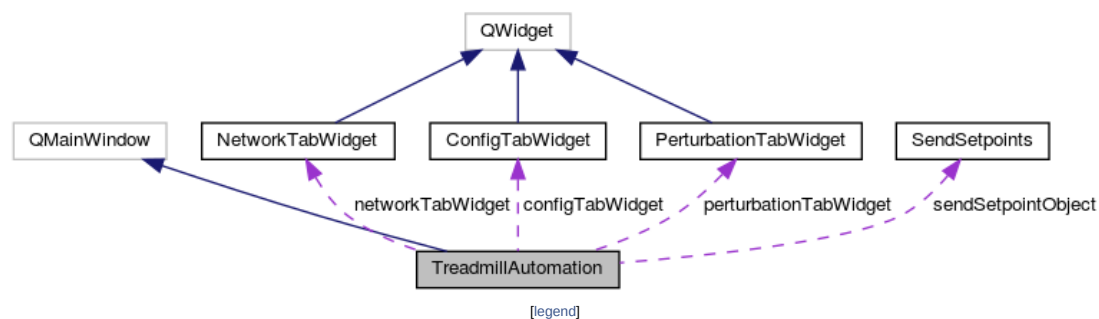 QWidget
QMainWindow
NetworkTabWidget
ConfigTabWidget
PerturbationTabWidget
SendSetpoints
networkTabWidget
configTabWidget
perturbationTabWidget
sendSetpointObject
TreadmillAutomation
[legend]